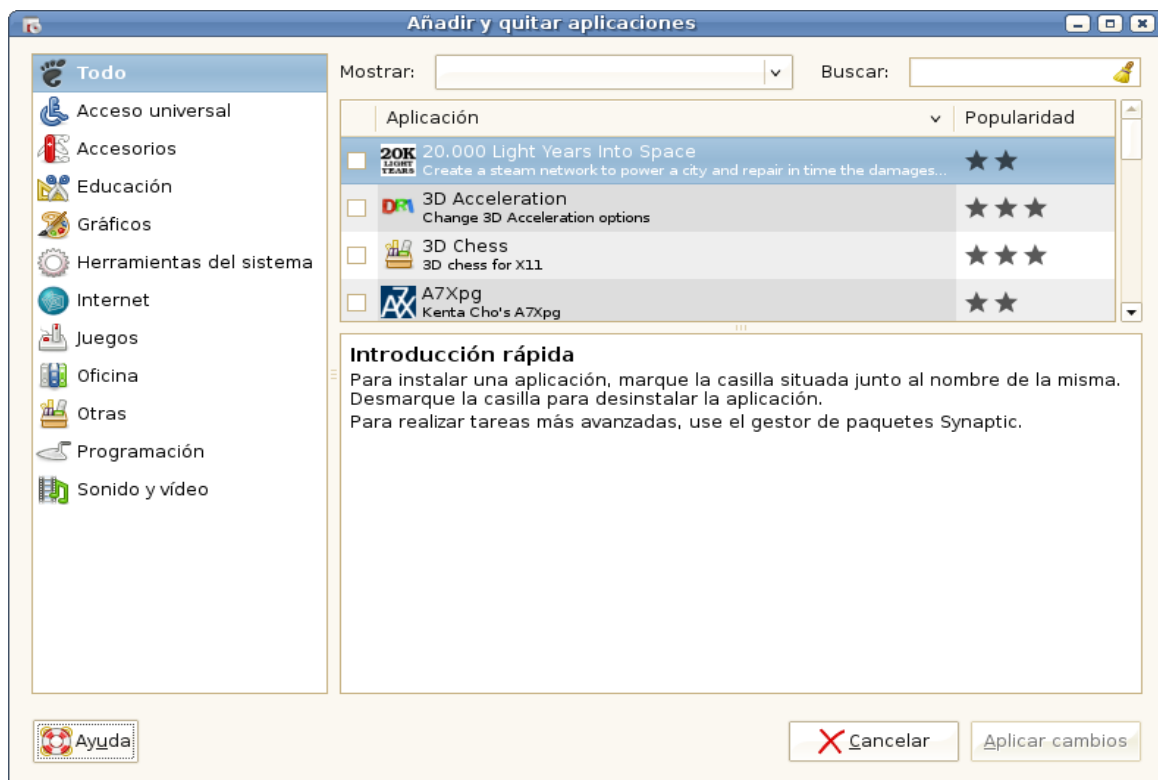 Añadir y quitar aplicaciones
Todo
Acceso universal
Accesorios
Educación
Gráficos
Herramientas del sistema
Internet
Juegos
Oficina
Otras
Programación
Sonido y vídeo
Mostrar: Buscar:
Aplicación Popularidad
20K LIGHT YEARS
20.000 Light Years Into Space
Create a steam network to power a city and repair in time the damages...
DRI
3D Acceleration
Change 3D Acceleration options
3D Chess
3D chess for X11
A7X
A7Xpg
Kenta Cho's A7Xpg
Introducción rápida
Para instalar una aplicación, marque la casilla situada junto al nombre de la misma.
Desmarque la casilla para desinstalar la aplicación.
Para realizar tareas más avanzadas, use el gestor de paquetes Synaptic.
Ayuda Cancelar Aplicar cambios